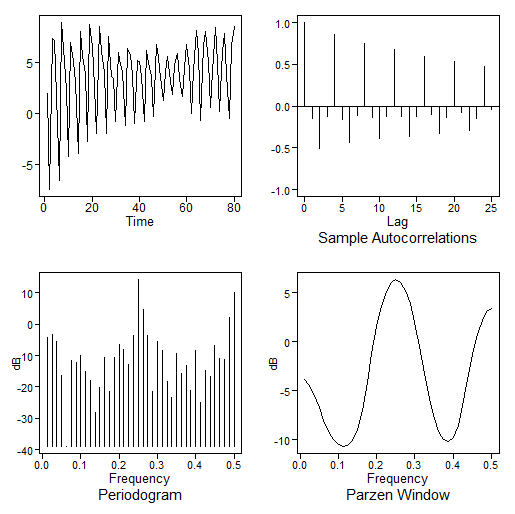 5
0
-5
0 20 40 60 80
Time
1.0
0.5
0.0
-0.5
-1.0
0 5 10 15 20 25
Lag
Sample Autocorrelations
dB
10
0
-10
-20
-30
-40
0.0 0.1 0.2 0.3 0.4 0.5
Frequency
Periodogram
dB
5
0
-5
-10
0.0 0.1 0.2 0.3 0.4 0.5
Frequency
Parzen Window